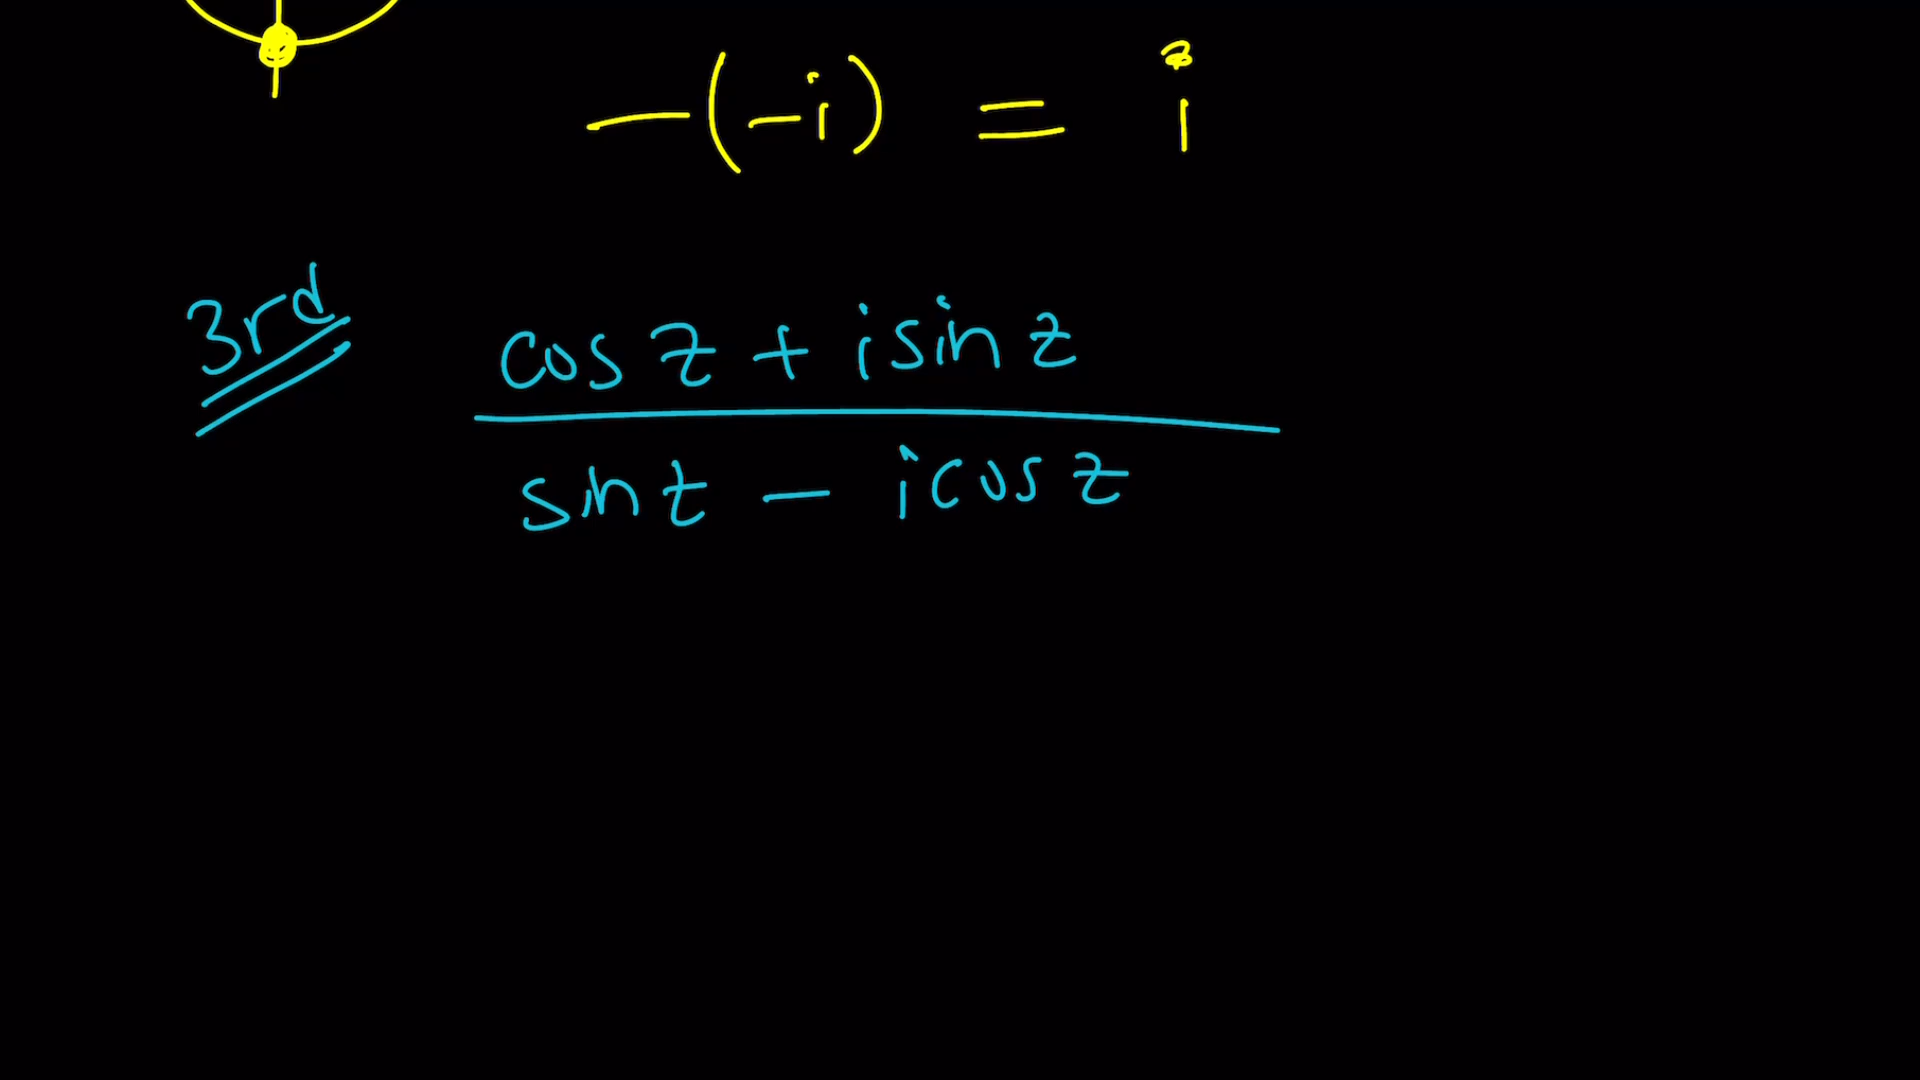 −(−i) = i
3rd
cos z + i sin z
sin z − i cos z